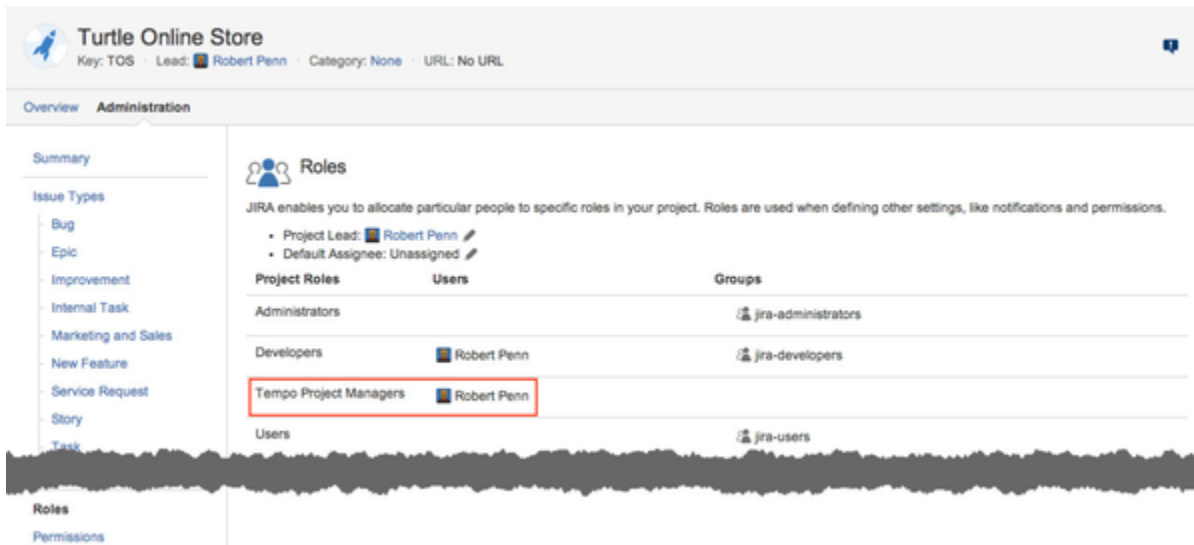 Turtle Online Store
Key: TOS · Lead: Robert Penn · Category: None · URL: No URL
Overview Administration
Summary
Issue Types
Bug
Epic
Improvement
Internal Task
Marketing and Sales
New Feature
Service Request
Story
Task
Roles
Permissions
Roles
JIRA enables you to allocate particular people to specific roles in your project. Roles are used when defining other settings, like notifications and permissions.
• Project Lead: Robert Penn
• Default Assignee: Unassigned
Project Roles Users Groups
Administrators jira-administrators
Developers Robert Penn jira-developers
Tempo Project Managers Robert Penn
Users jira-users